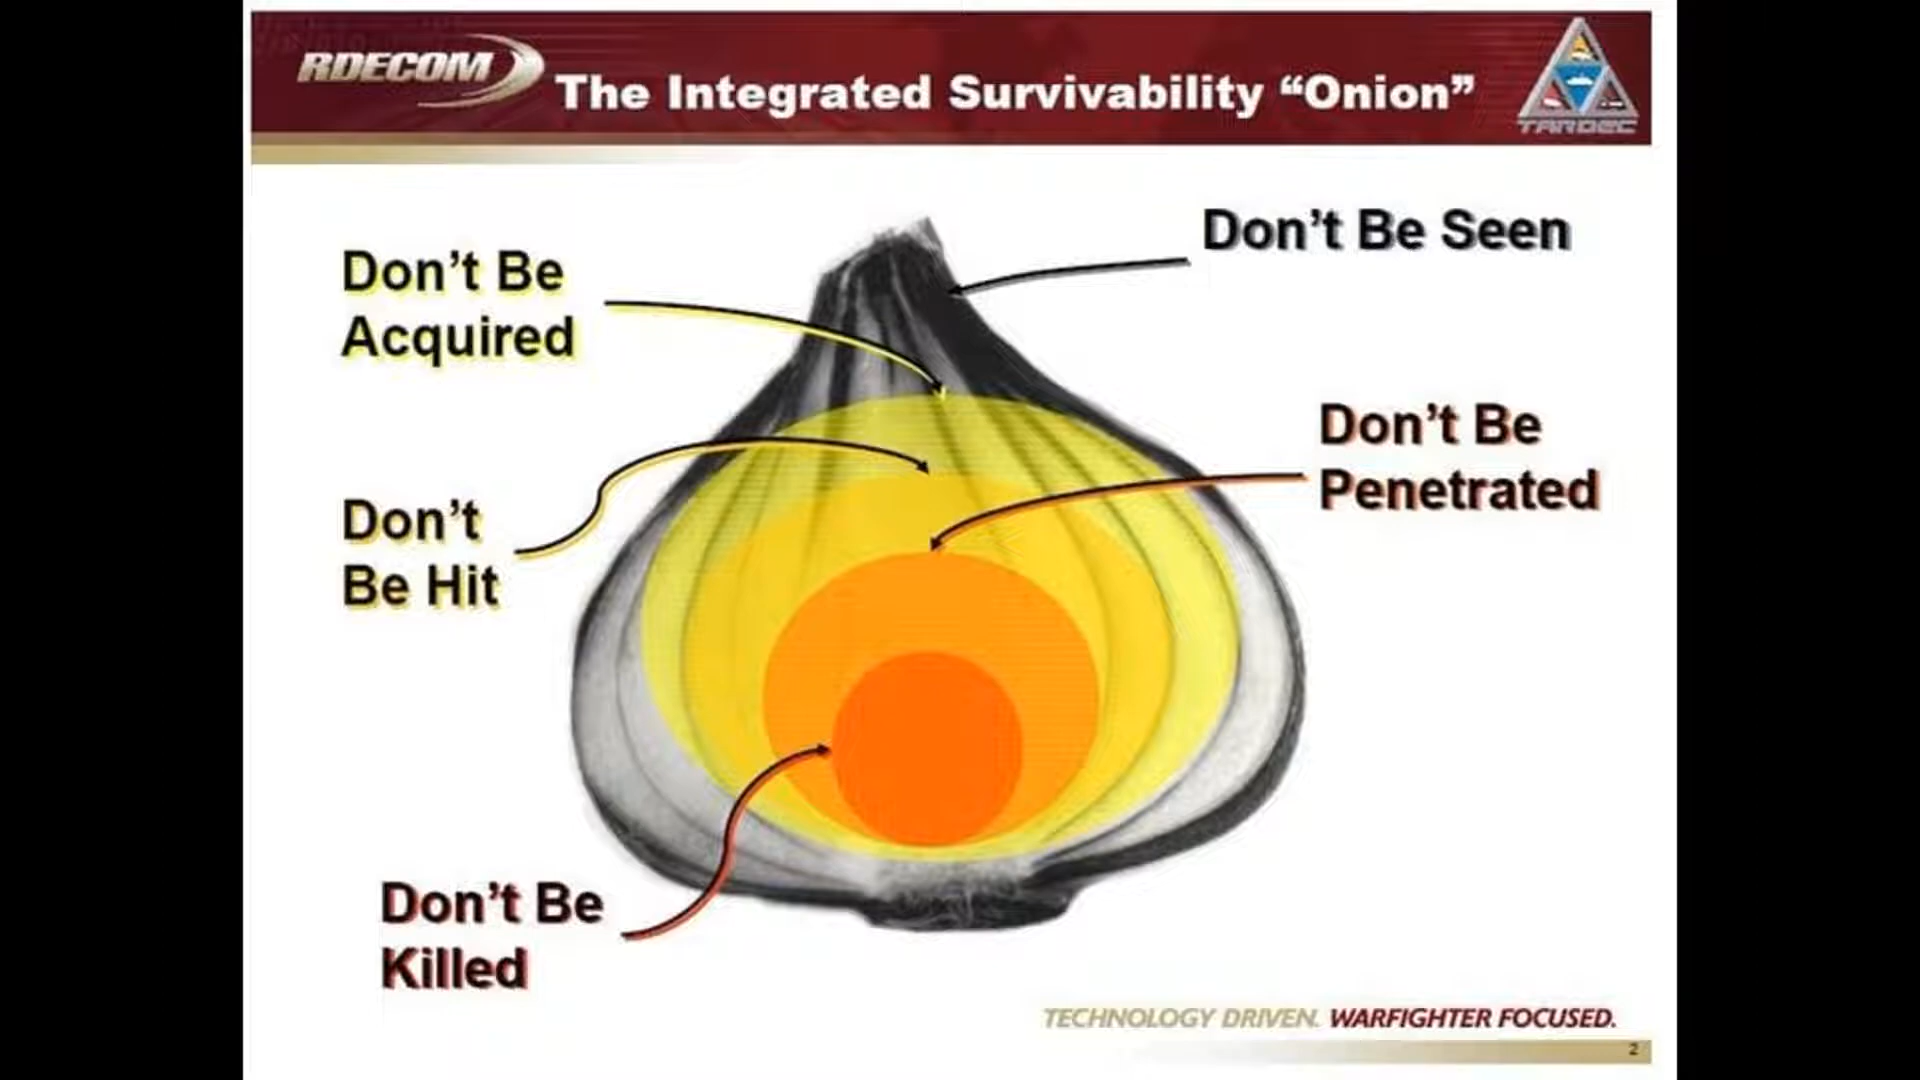 RDECOM
The Integrated Survivability “Onion”
TARDEC
Don’t Be Seen
Don’t Be
Acquired
Don’t Be
Penetrated
Don’t
Be Hit
Don’t Be
Killed
TECHNOLOGY DRIVEN. WARFIGHTER FOCUSED.
2